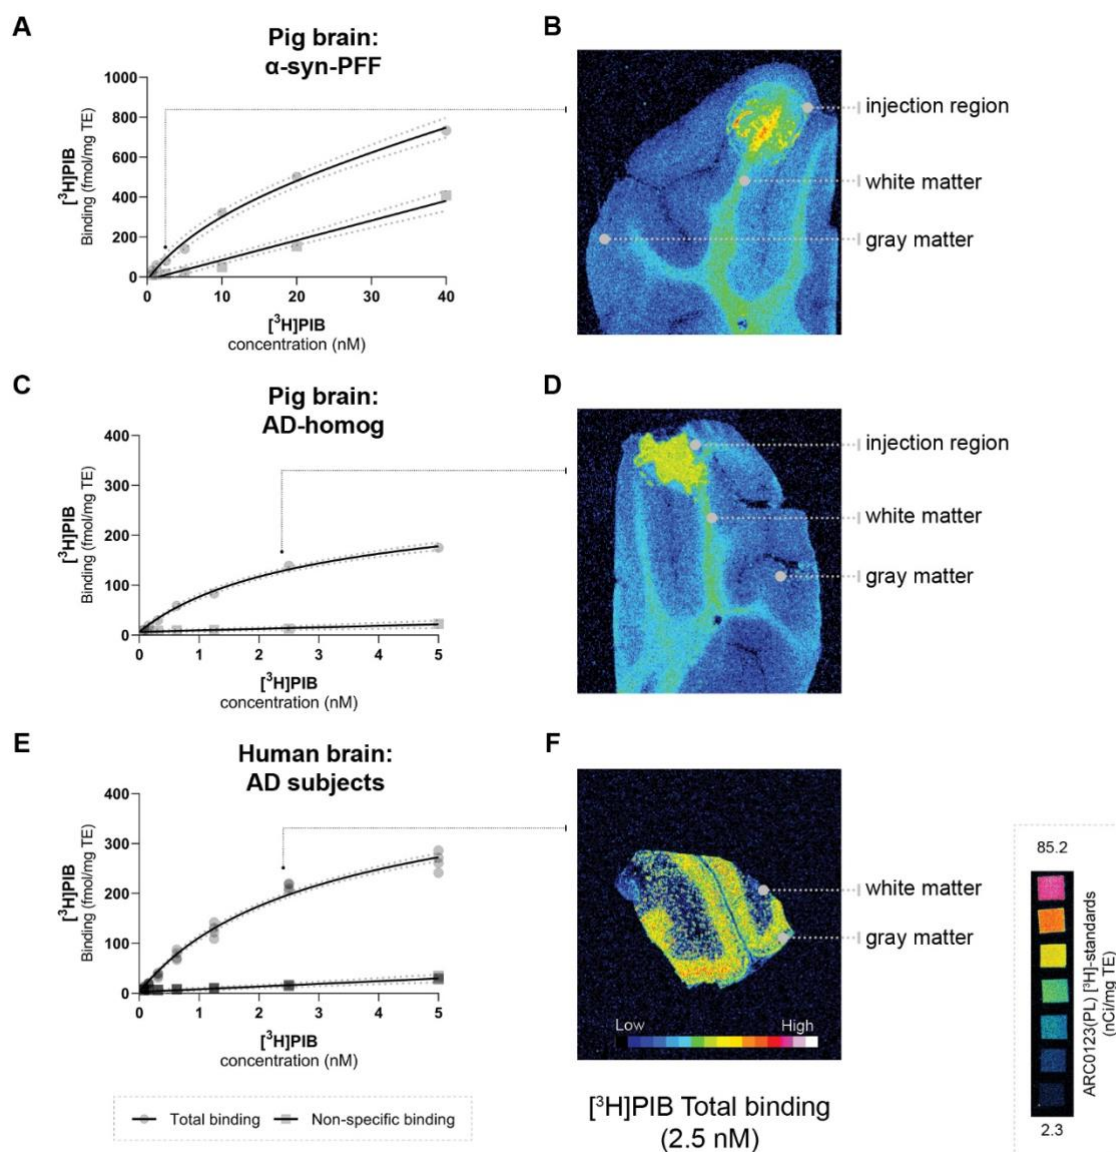 A
Pig brain:
α-syn-PFF
[³H]PIB
Binding (fmol/mg TE)
1000
800
600
400
200
0
0 10 20 30 40
[³H]PIB
concentration (nM)
B
injection region
white matter
gray matter
C
Pig brain:
AD-homog
[³H]PIB
Binding (fmol/mg TE)
400
300
200
100
0
0 1 2 3 4 5
[³H]PIB
concentration (nM)
D
injection region
white matter
gray matter
E
Human brain:
AD subjects
[³H]PIB
Binding (fmol/mg TE)
400
300
200
100
0
0 1 2 3 4 5
[³H]PIB
concentration (nM)
F
white matter
gray matter
Low High
[³H]PIB Total binding
(2.5 nM)
85.2
2.3
ARC0123(PL) [³H]-standards
(nCi/mg TE)
Total binding Non-specific binding